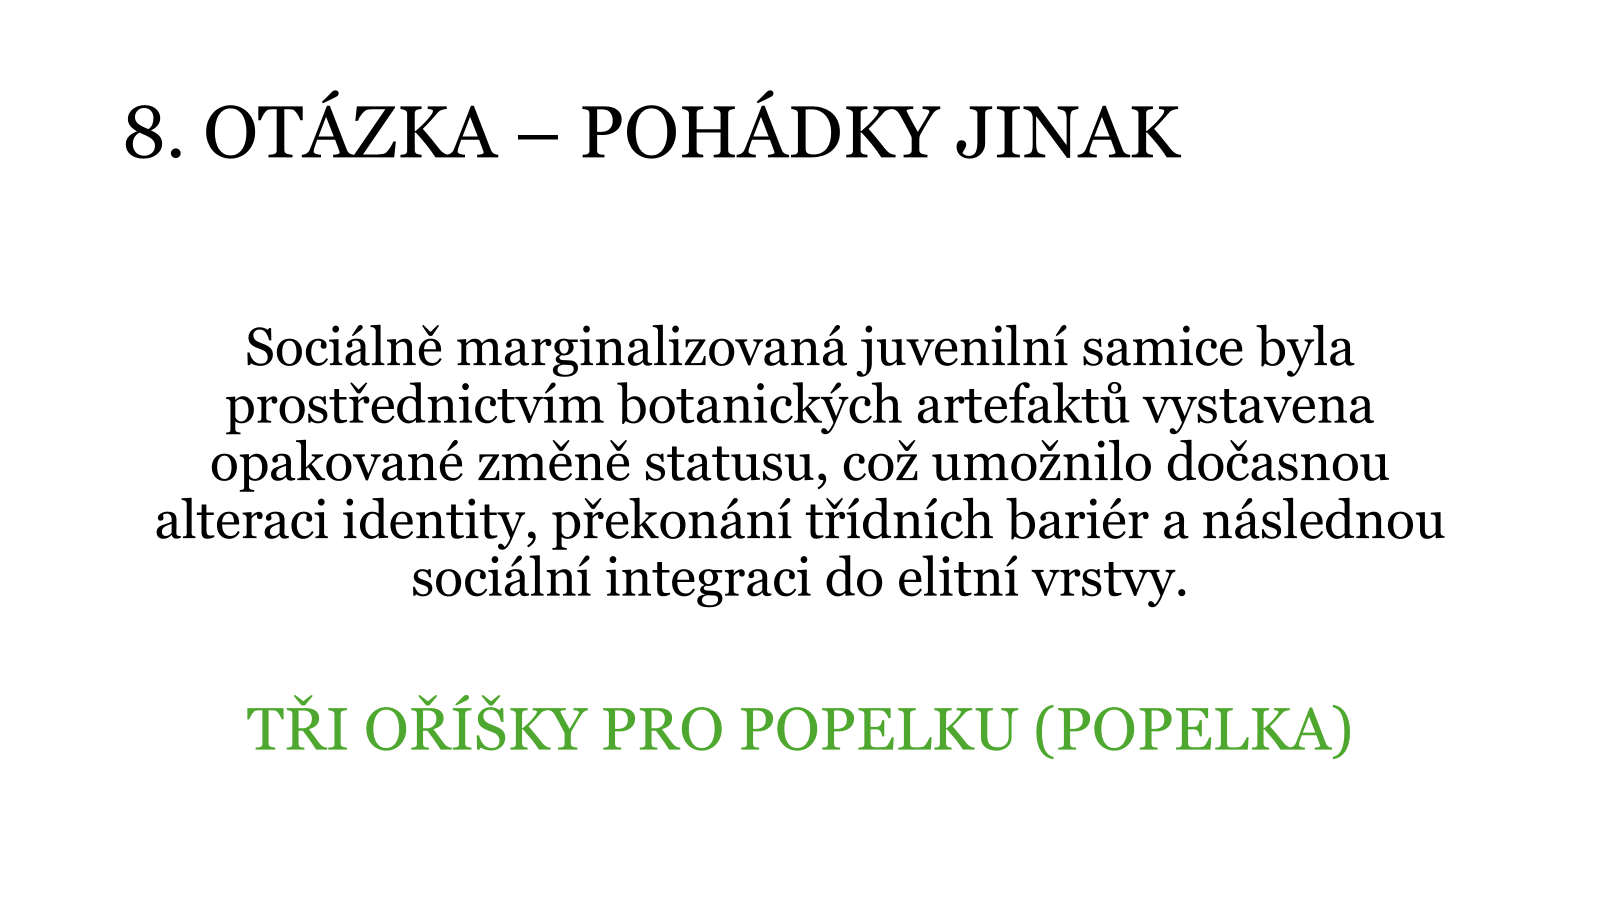 8. OTÁZKA – POHÁDKY JINAK
Sociálně marginalizovaná juvenilní samice byla
prostřednictvím botanických artefaktů vystavena
opakované změně statusu, což umožnilo dočasnou
alteraci identity, překonání třídních bariér a následnou
sociální integraci do elitní vrstvy.
TŘI OŘÍŠKY PRO POPELKU (POPELKA)